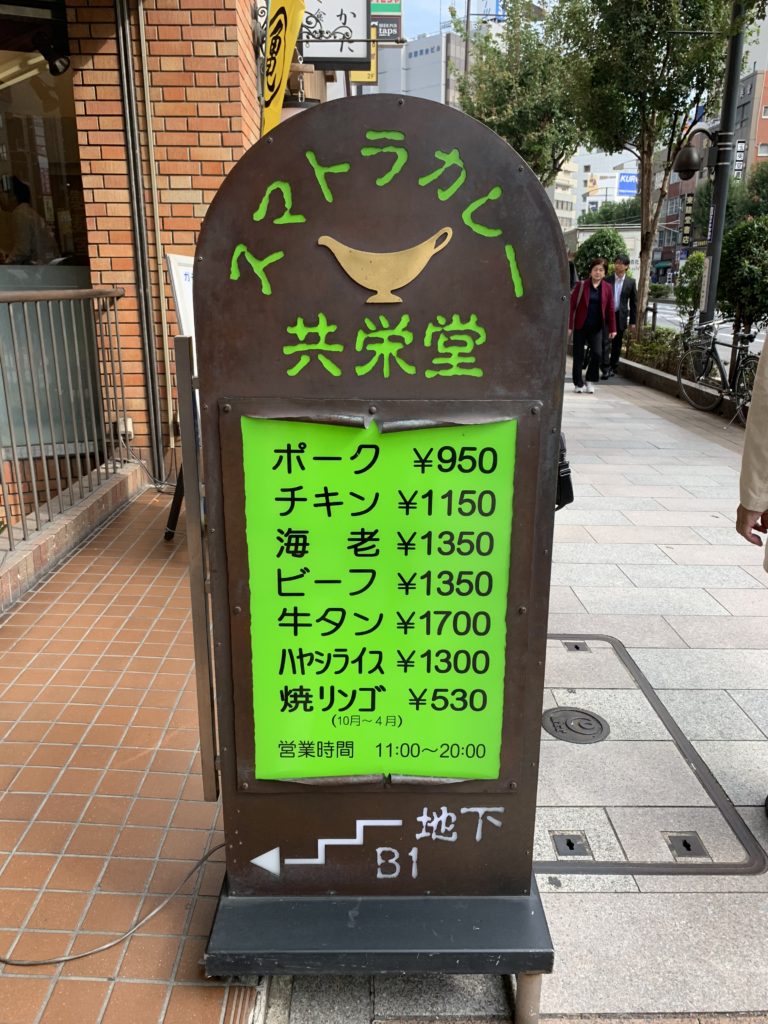 スマトラカレー
共栄堂
ポーク ￥950
チキン ￥1150
海老 ￥1350
ビーフ ￥1350
牛タン ￥1700
ハヤシライス ￥1300
焼リンゴ ￥530
(10月～4月)
営業時間 11:00～20:00
地下
B1
taps
2F